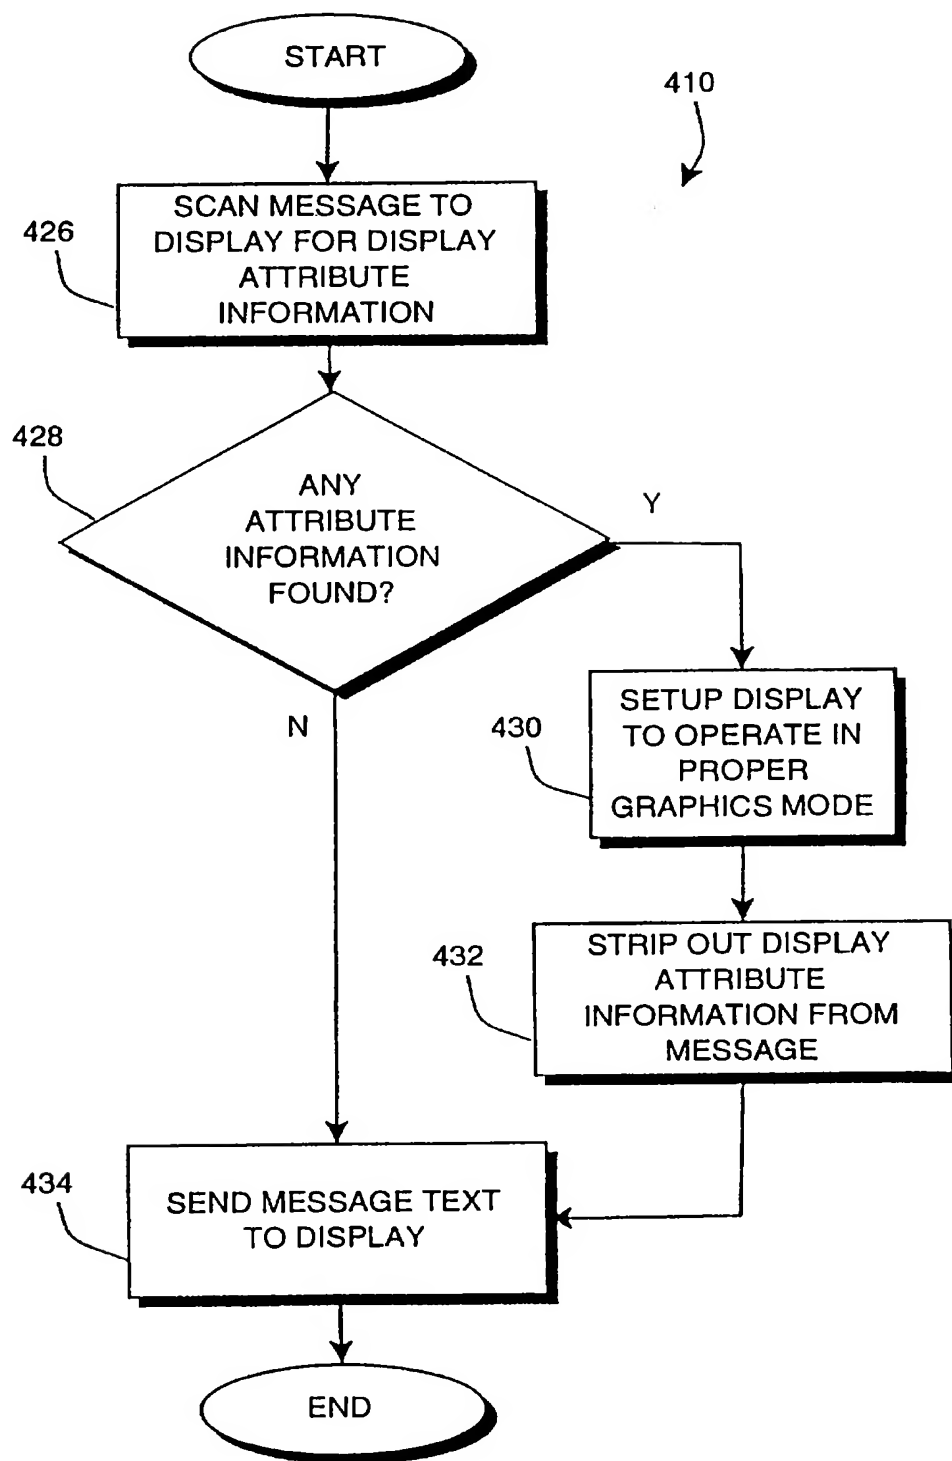 START
410
426
SCAN MESSAGE TO
DISPLAY FOR DISPLAY
ATTRIBUTE
INFORMATION
428
ANY
ATTRIBUTE
INFORMATION
FOUND?
Y
N
430
SETUP DISPLAY
TO OPERATE IN
PROPER
GRAPHICS MODE
432
STRIP OUT DISPLAY
ATTRIBUTE
INFORMATION FROM
MESSAGE
434
SEND MESSAGE TEXT
TO DISPLAY
END